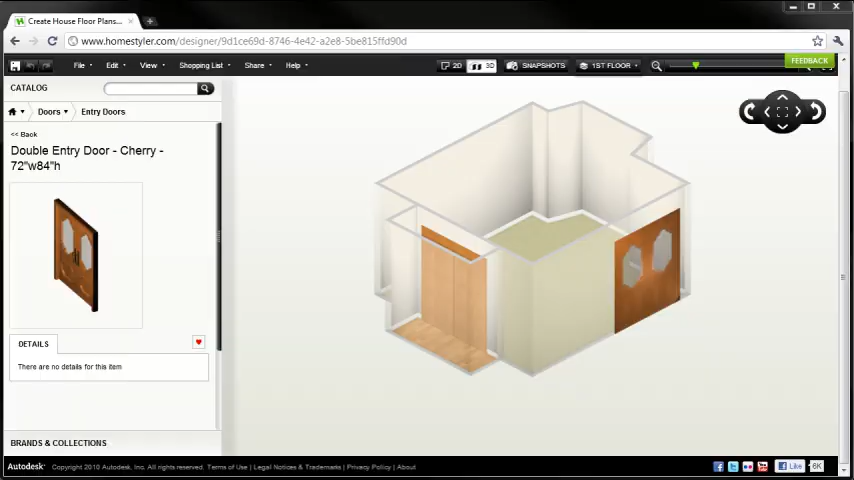 Create House Floor Plans...
www.homestyler.com/designer/9d1ce69d-8746-4e42-a2e8-5be815ffd90d
File Edit View Shopping List Share Help 2D 3D SNAPSHOTS 1ST FLOOR FEEDBACK
CATALOG
Doors Entry Doors
<< Back
Double Entry Door - Cherry -
72"w84"h
DETAILS
There are no details for this item
BRANDS & COLLECTIONS
Autodesk Copyright 2010 Autodesk, Inc. All rights reserved. Terms of Use | Legal Notices & Trademarks | Privacy Policy | About Like 6K